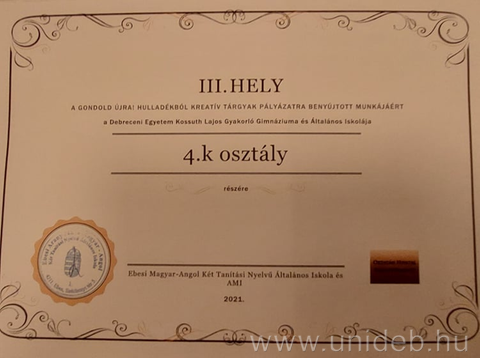 III.HELY
A GONDOLD ÚJRA! HULLADÉKBÓL KREATÍV TÁRGYAK PÁLYÁZATRA BENYÚJTOTT MUNKÁJÁÉRT
a Debreceni Egyetem Kossuth Lajos Gyakorló Gimnáziuma és Általános Iskolája
4.k osztály
részére
Ebesi Magyar-Angol Két Tanítási Nyelvű Általános Iskola és
AMI
2021.
www.unideb.hu